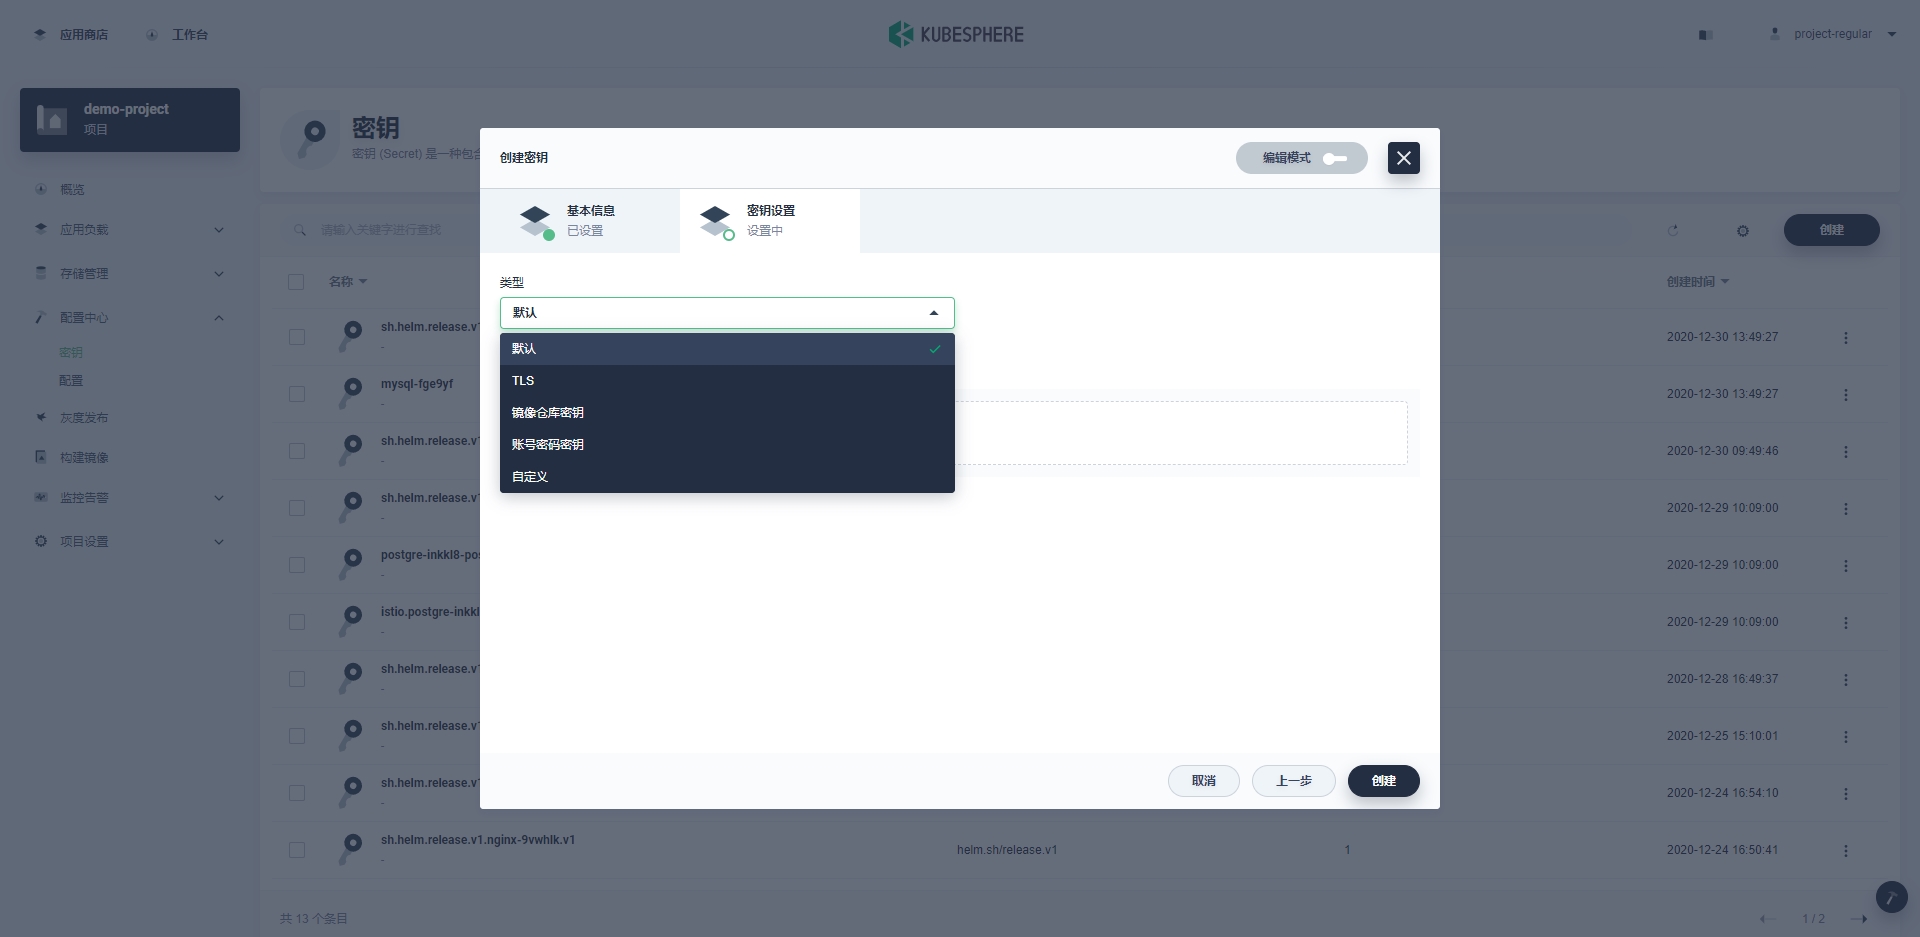 应用商店
工作台
KUBESPHERE
project-regular
demo-project
项目
密钥
密钥 (Secret) 是一种包含
概览
应用负载
存储管理
配置中心
密钥
配置
灰度发布
构建镜像
监控告警
项目设置
请输入关键字进行查找
创建
名称
创建时间
sh.helm.release.v1
-
2020-12-30 13:49:27
mysql-fge9yf
-
2020-12-30 13:49:27
sh.helm.release.v1
-
2020-12-30 09:49:46
sh.helm.release.v1
-
2020-12-29 10:09:00
postgre-inkkl8-pos
-
2020-12-29 10:09:00
istio.postgre-inkkl
-
2020-12-29 10:09:00
sh.helm.release.v1
-
2020-12-28 16:49:37
sh.helm.release.v1
-
2020-12-25 15:10:01
sh.helm.release.v1
-
2020-12-24 16:54:10
sh.helm.release.v1.nginx-9vwhlk.v1
-
helm.sh/release.v1
1
2020-12-24 16:50:41
共 13 个条目
1 / 2
创建密钥
编辑模式
基本信息
已设置
密钥设置
设置中
类型
默认
默认
TLS
镜像仓库密钥
账号密码密钥
自定义
取消
上一步
创建